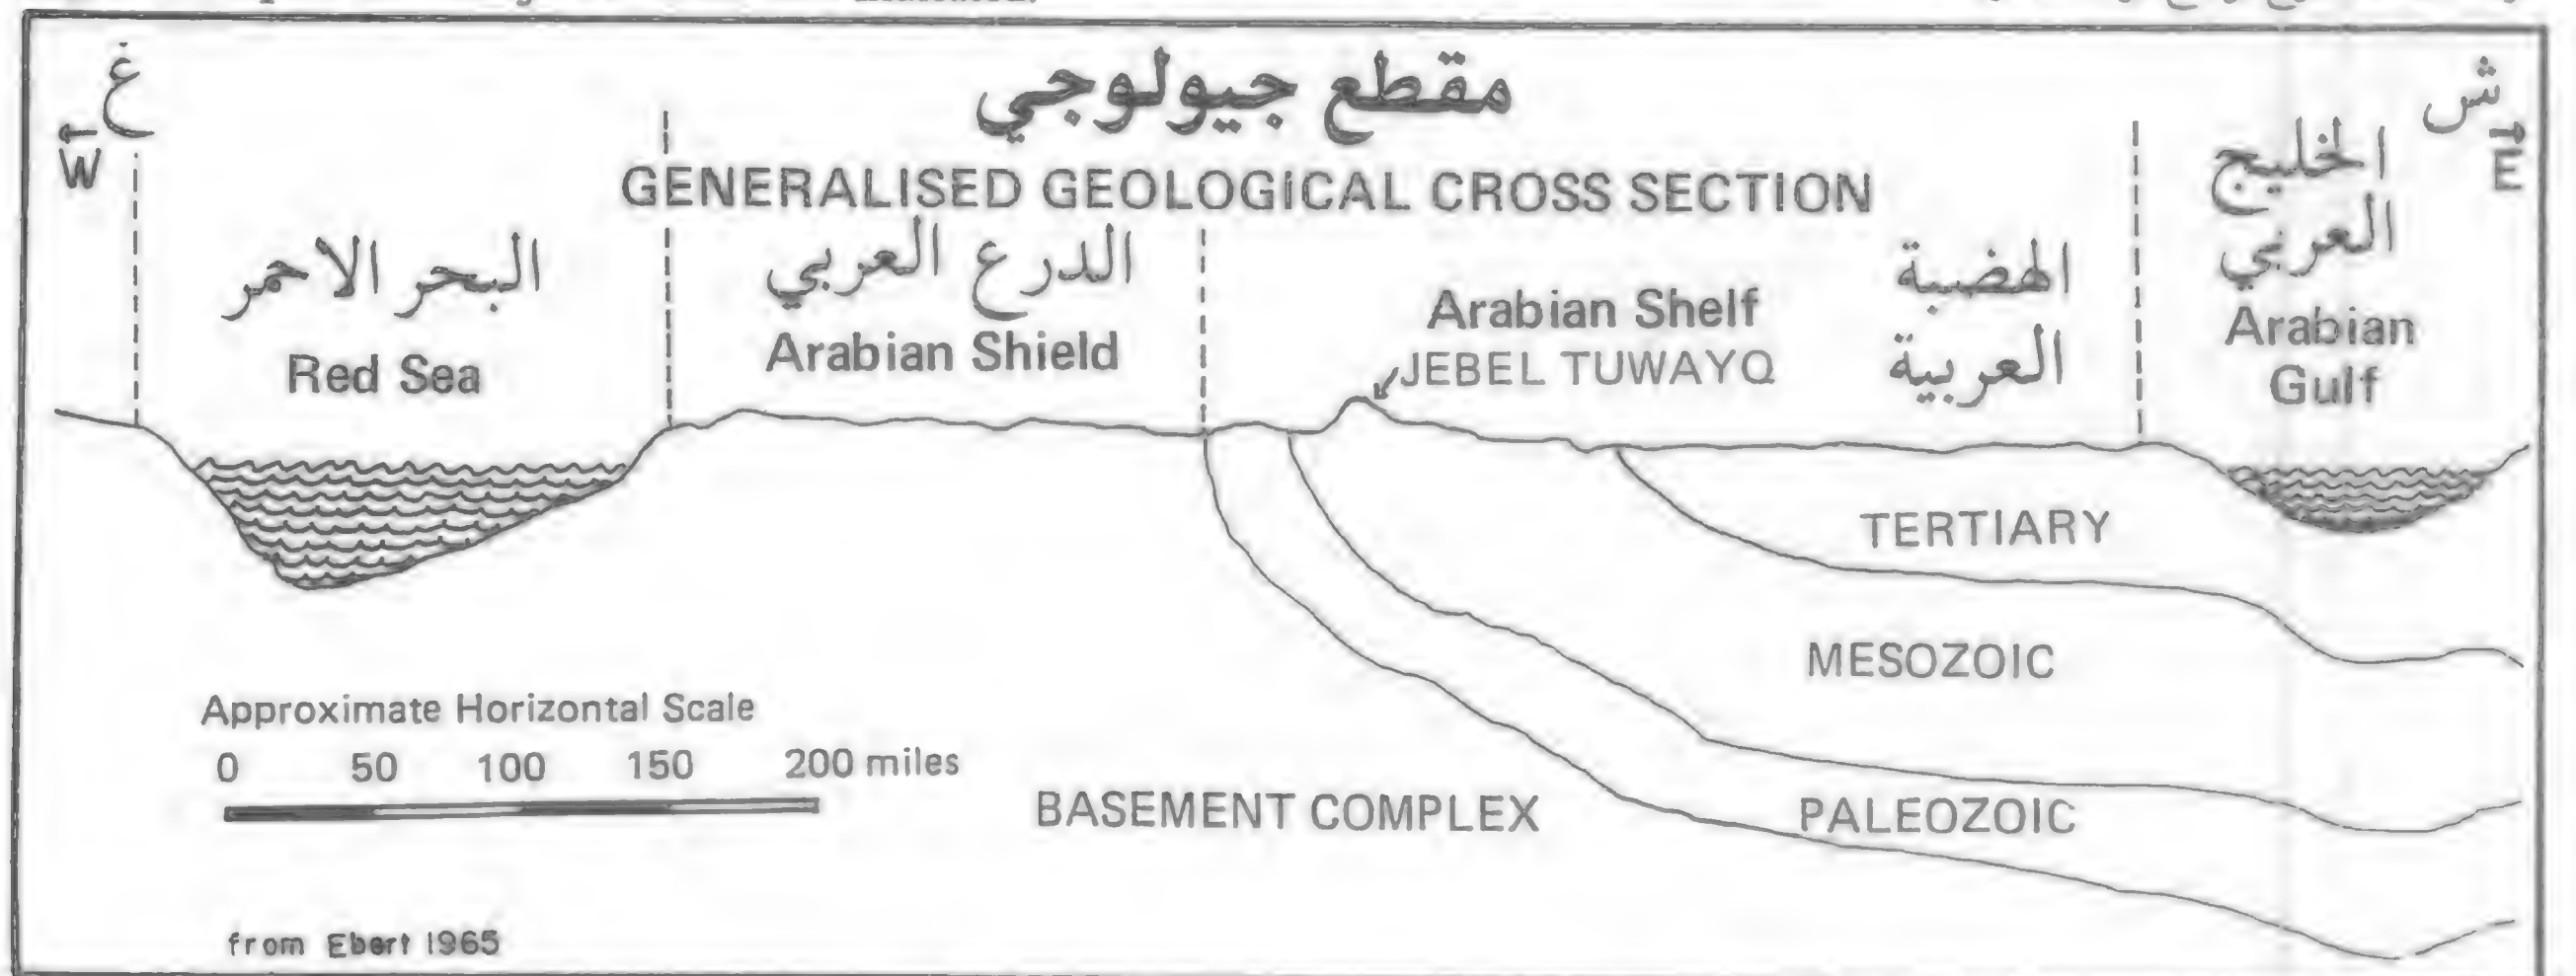 غ
ش
← W
→ E
مقطع جيولوجي
GENERALISED GEOLOGICAL CROSS SECTION
البحر الاحمر
Red Sea
الدرع العربي
Arabian Shield
Arabian Shelf
JEBEL TUWAYQ
الهضبة
العربية
الخليج
العربي
Arabian
Gulf
TERTIARY
MESOZOIC
PALEOZOIC
BASEMENT COMPLEX
Approximate Horizontal Scale
0 50 100 150 200 miles
from Ebert 1965